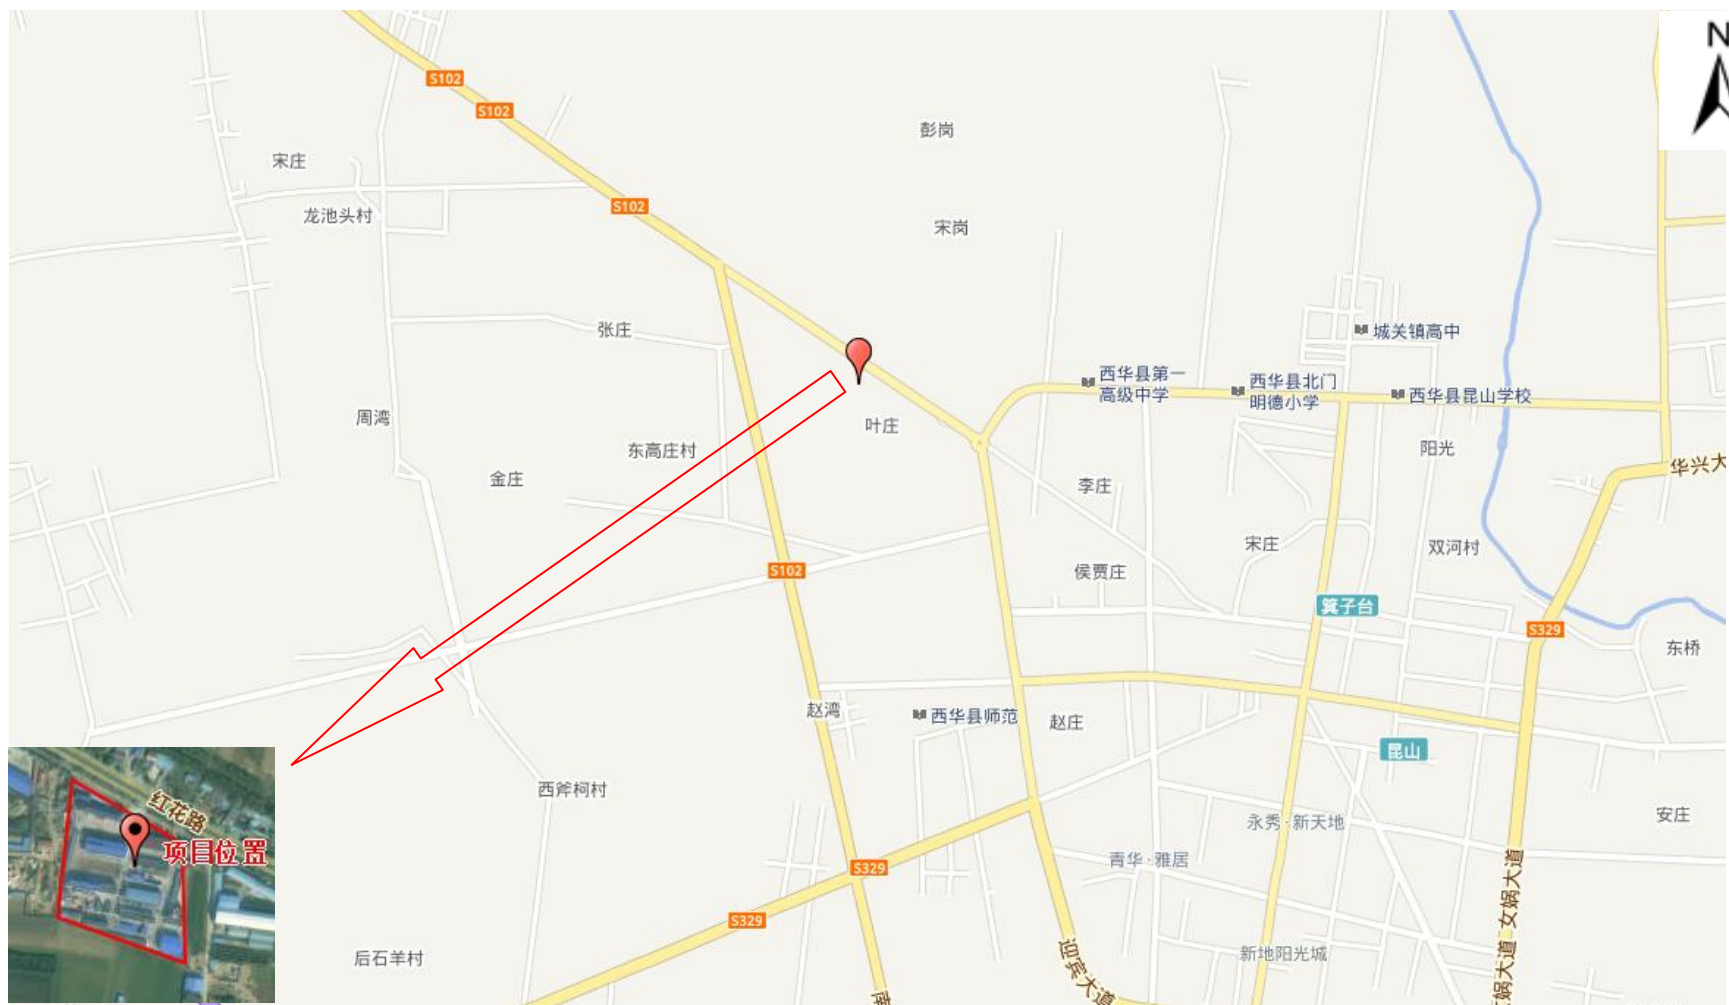 N
S102
S102
彭岗
宋庄
S102
龙池头村
宋岗
张庄
城关镇高中
西华县第一
高级中学
西华县北门
明德小学
西华县昆山学校
周湾
叶庄
东高庄村
阳光
华兴大
金庄
李庄
宋庄
双河村
S102
侯贾庄
箕子台
S329
东桥
赵湾
西华县师范
赵庄
昆山
西斧柯村
红花路
项目位置
永秀·新天地
安庄
青华·雅居
S329
女娲大道
S329
后石羊村
迎宾大道
新地阳光城
娲大道